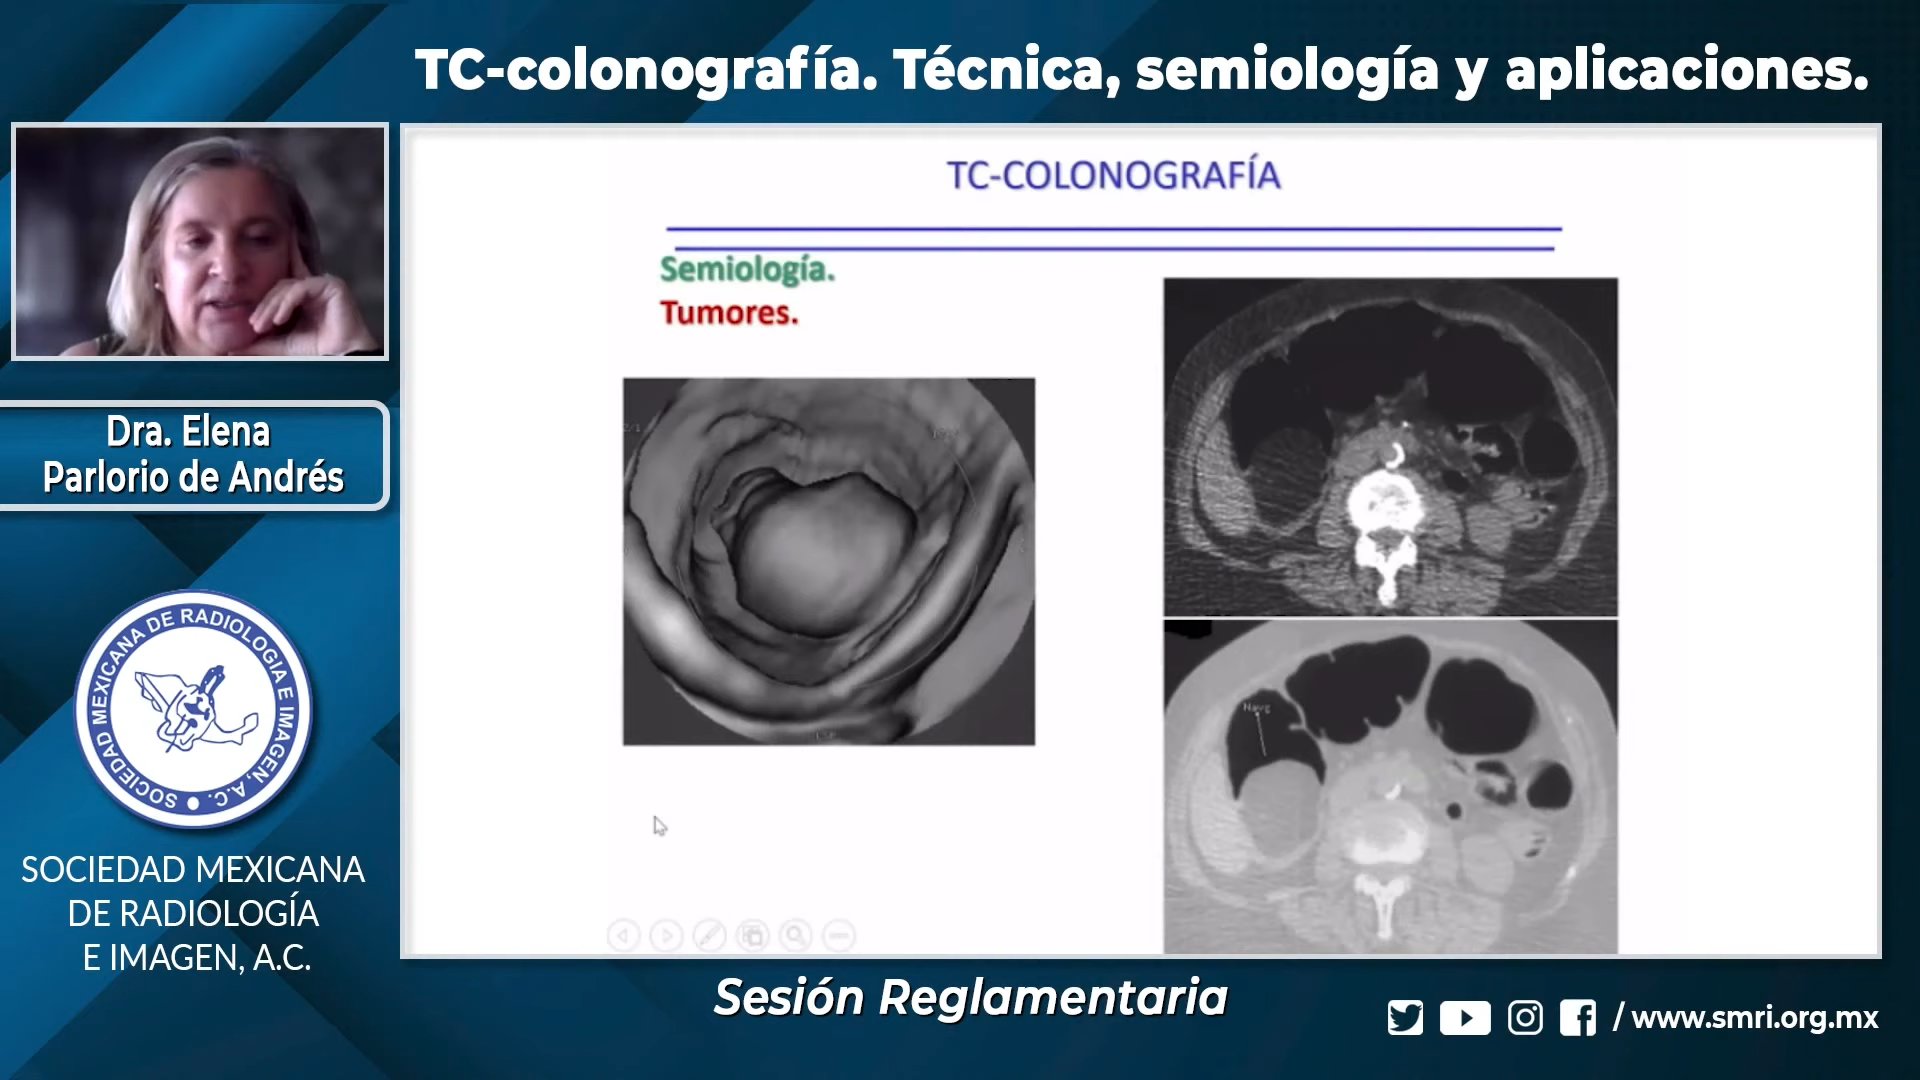 TC-colonografía. Técnica, semiología y aplicaciones.
TC-COLONOGRAFÍA
Semiología.
Tumores.
Navg
Dra. Elena
Parlorio de Andrés
SOCIEDAD MEXICANA DE RADIOLOGIA E IMAGEN, A.C.
SOCIEDAD MEXICANA
DE RADIOLOGÍA
E IMAGEN, A.C.
Sesión Reglamentaria
/ www.smri.org.mx